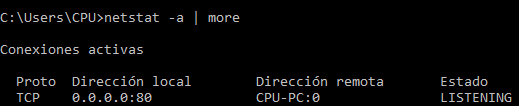 C:\Users\CPU>netstat -a | more
Conexiones activas
Proto  Dirección local          Dirección remota        Estado
TCP    0.0.0.0:80             CPU-PC:0               LISTENING